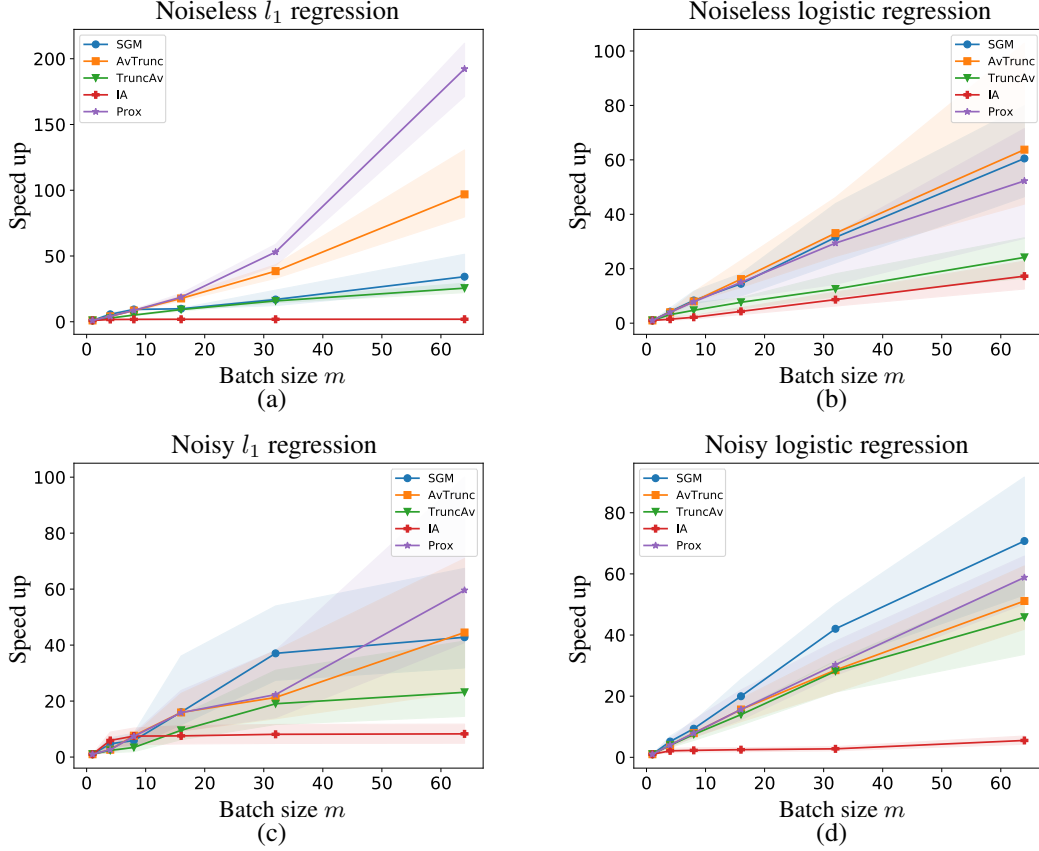 Noiseless l₁ regression
SGM
AvTrunc
TruncAv
IA
Prox
200
150
100
50
0
Speed up
0 10 20 30 40 50 60
Batch size m
(a)
Noiseless logistic regression
SGM
AvTrunc
TruncAv
IA
Prox
100
80
60
40
20
0
Speed up
0 10 20 30 40 50 60
Batch size m
(b)
Noisy l₁ regression
SGM
AvTrunc
TruncAv
IA
Prox
100
80
60
40
20
0
Speed up
0 10 20 30 40 50 60
Batch size m
(c)
Noisy logistic regression
SGM
AvTrunc
TruncAv
IA
Prox
80
60
40
20
0
Speed up
0 10 20 30 40 50 60
Batch size m
(d)